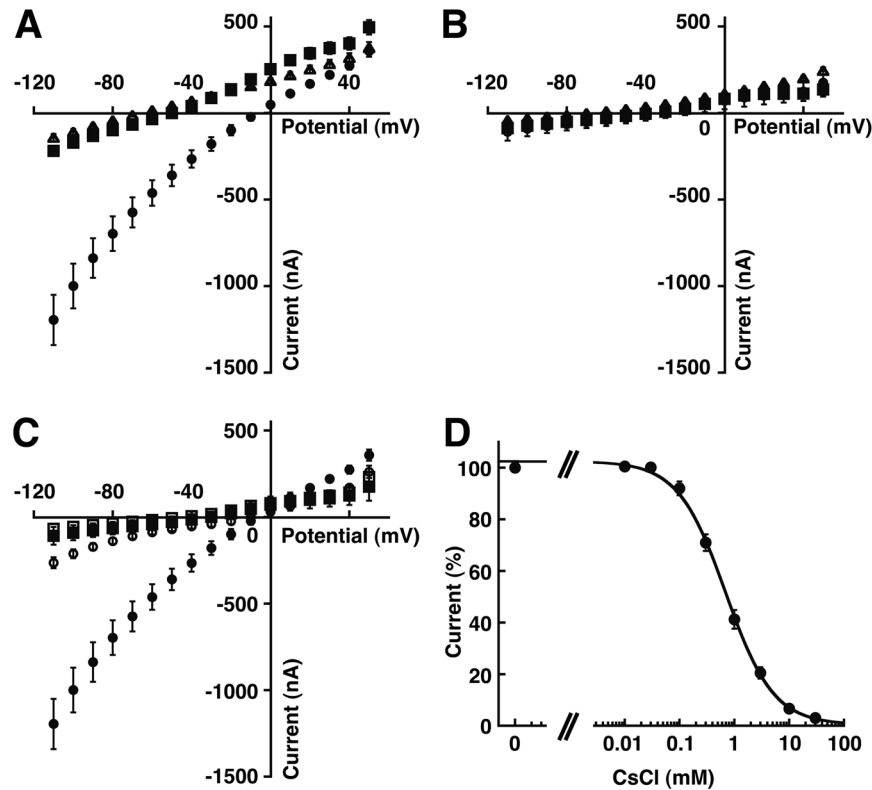 A
500
-120 -80 40
Potential (mV)
-500
-1000
-1500
Current (nA)
B
500
-120 -80 -40
0
Potential (mV)
-500
-1000
-1500
Current (nA)
C
500
-120 -80 -40
0
Potential (mV)
-500
-1000
-1500
Current (nA)
D
100
80
60
40
20
0
Current (%)
0 0.01 0.1 1 10 100
CsCl (mM)